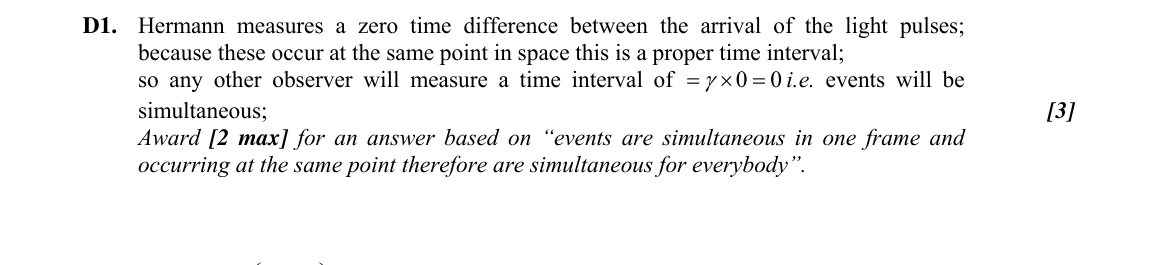 D1. Hermann measures a zero time difference between the arrival of the light pulses;
because these occur at the same point in space this is a proper time interval;
so any other observer will measure a time interval of = γ × 0 = 0 i.e. events will be
simultaneous; [3]
Award [2 max] for an answer based on “events are simultaneous in one frame and
occurring at the same point therefore are simultaneous for everybody”.